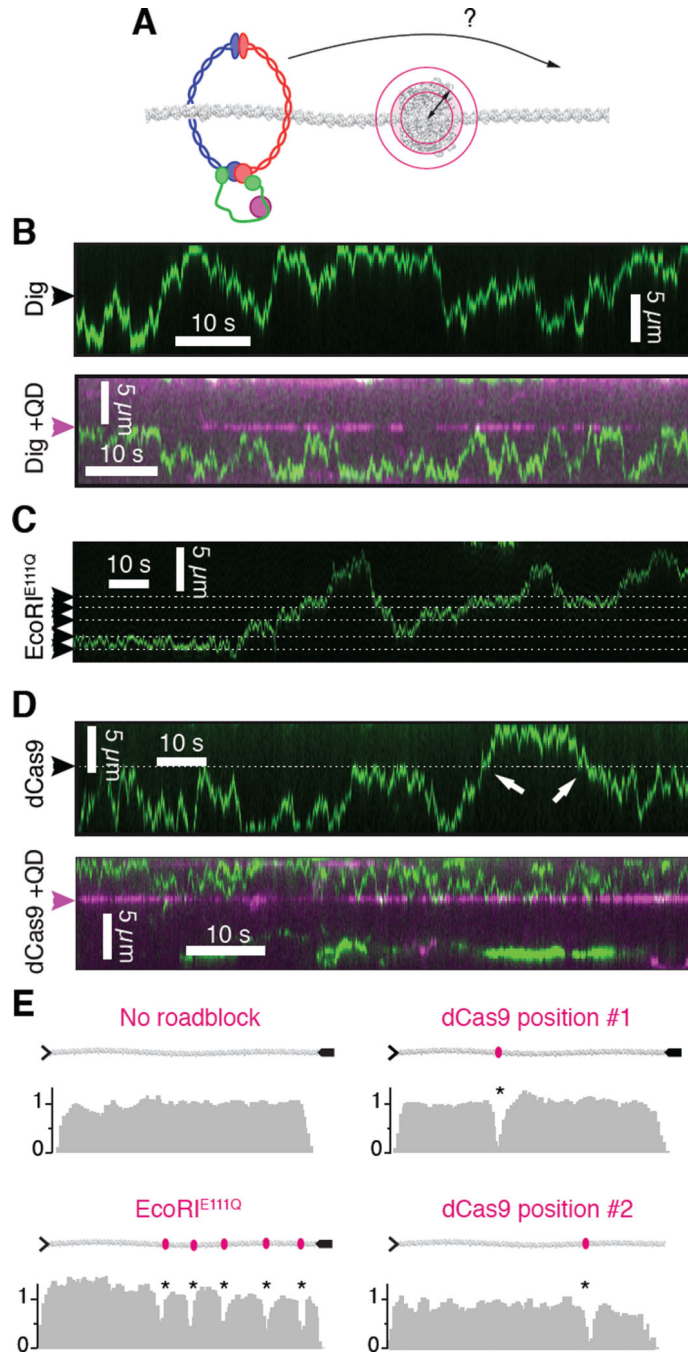 A
?
B
Dig
10 s
5 µm
Dig +QD
5 µm
10 s
C
EcoRI^E111Q
10 s
5 µm
D
dCas9
5 µm
10 s
dCas9 +QD
5 µm
10 s
E
No roadblock
1
0
dCas9 position #1
*
1
0
EcoRI^E111Q
* * * * *
1
0
dCas9 position #2
*
1
0